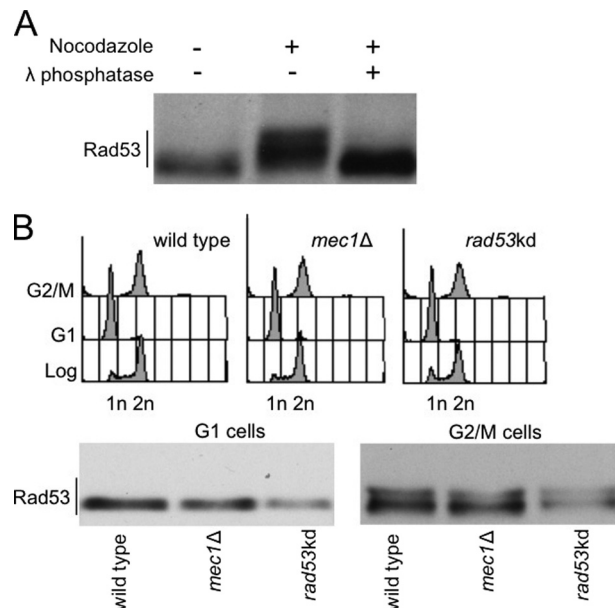 A
Nocodazole - + +
λ phosphatase - - +
Rad53
B
wild type mec1Δ rad53kd
G2/M
G1
Log
1n 2n 1n 2n 1n 2n
G1 cells G2/M cells
Rad53
wild type mec1Δ rad53kd wild type mec1Δ rad53kd